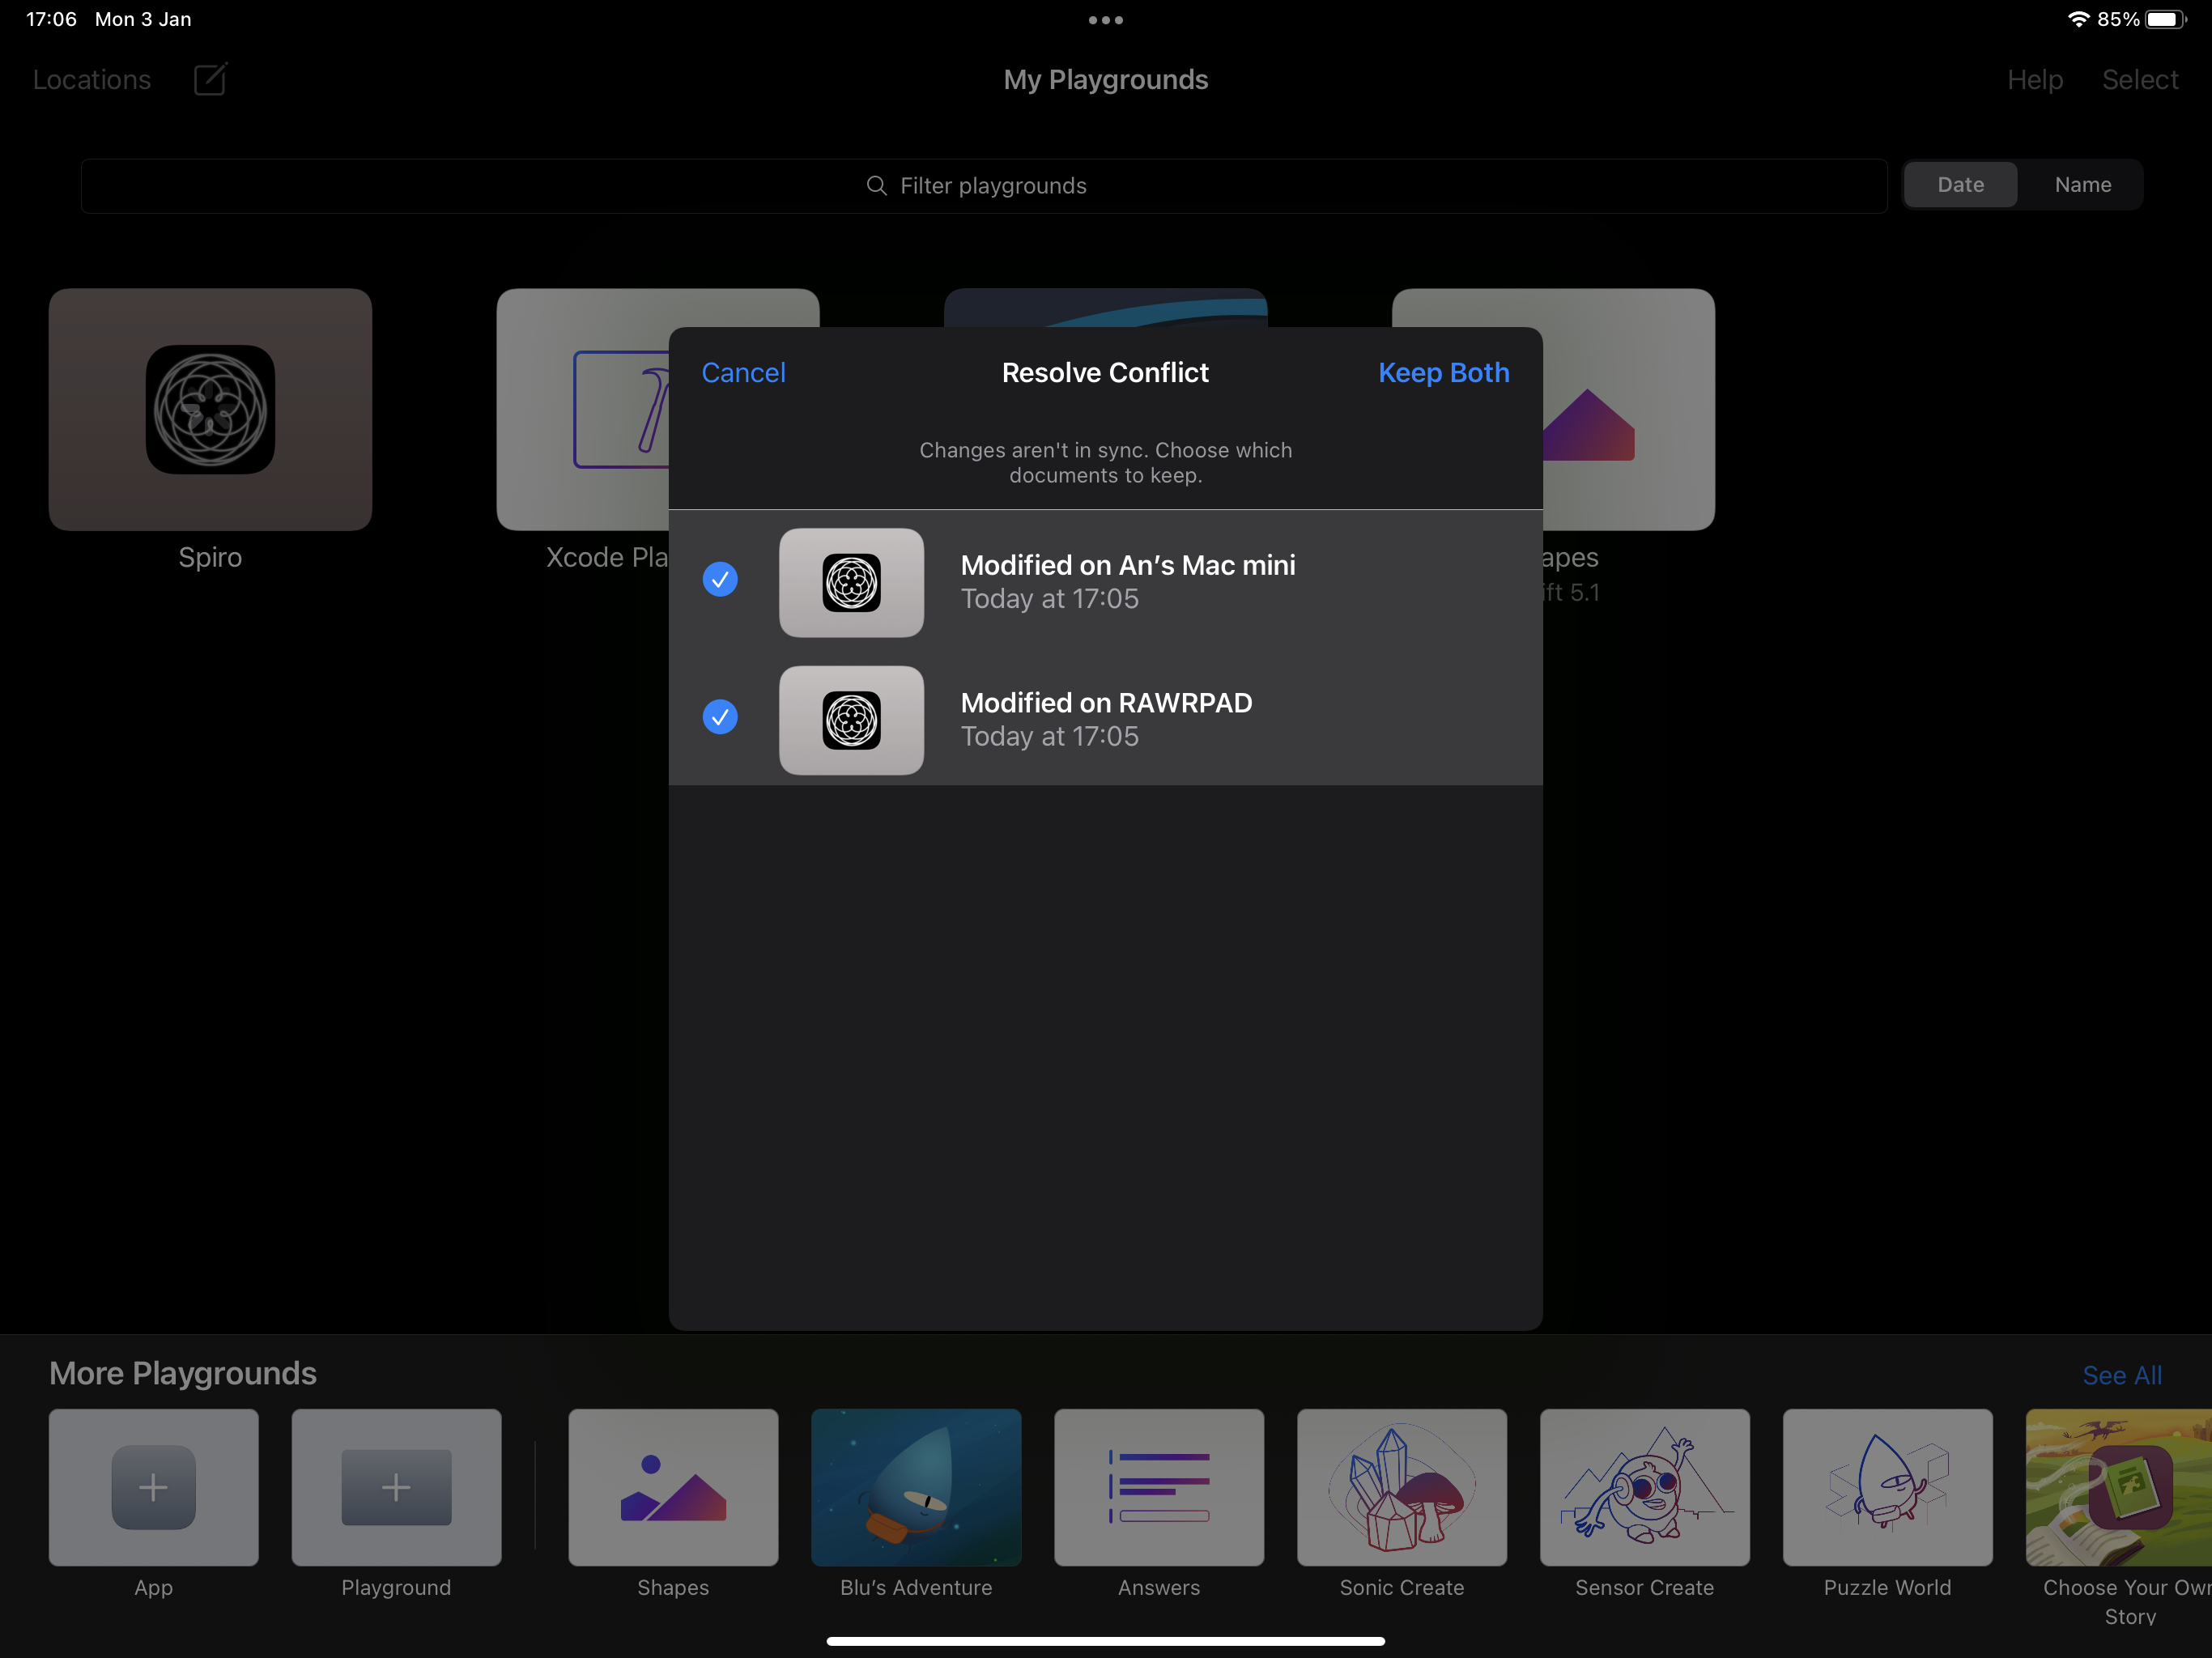 17:06 Mon 3 Jan
85%
Locations
My Playgrounds
Help
Select
Filter playgrounds
Date
Name
Spiro
Xcode Pla
apes
ift 5.1
Cancel
Resolve Conflict
Keep Both
Changes aren't in sync. Choose which
documents to keep.
Modified on An’s Mac mini
Today at 17:05
Modified on RAWRPAD
Today at 17:05
More Playgrounds
See All
App
Playground
Shapes
Blu’s Adventure
Answers
Sonic Create
Sensor Create
Puzzle World
Choose Your Own
Story